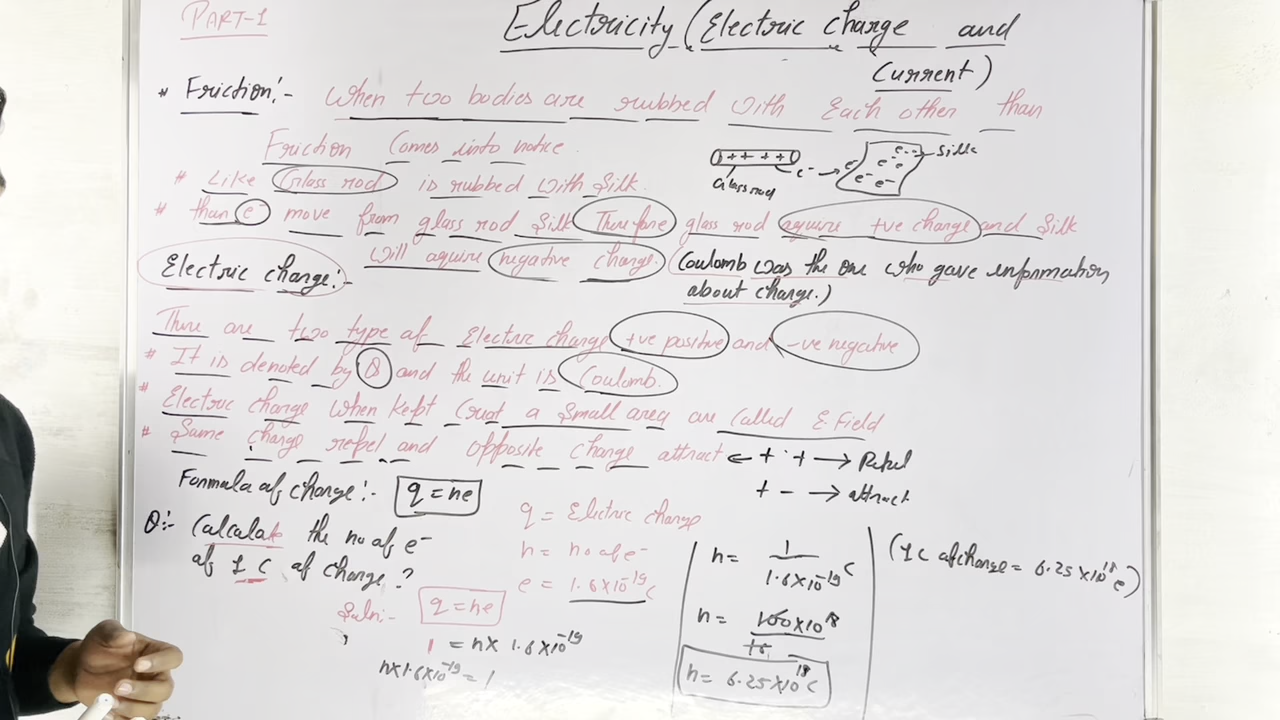 PART-1
Electricity (Electric charge and
Current)
* Friction:- When two bodies are rubbed with Each other than
Friction Comes into notice.
# Like Glass rod is rubbed with Silk.
++++ e- → e e-- e- e- e- e- Silk
Glass rod
# than e- move from glass rod Silk Therefore glass rod aquire +ve charge and Silk
will aquire negative charge. (Coulomb was the one who gave information
about charge.)
Electric charge:-
There are two type of Electric charge +ve positive and -ve negative
# It is denoted by Q and the unit is Coulomb.
# Electric charge when kept a small area are called E. Field
# Same charge repel and opposite charge attract ← + + → Repel
+ - → attract
Formula of charge:- q = ne
q = Electric charge
n = no of e-
e = 1.6×10-19 C
Q:- Calculate the no of e-
of 1 C of charge?
Soln:- q = ne
1 = n× 1.6×10-19
n×1.6×10-19 = 1
n = 1/1.6×10-19 C
n = 100×1018/16
n = 6.25×1018 C
(1C of charge = 6.25×1018 e)